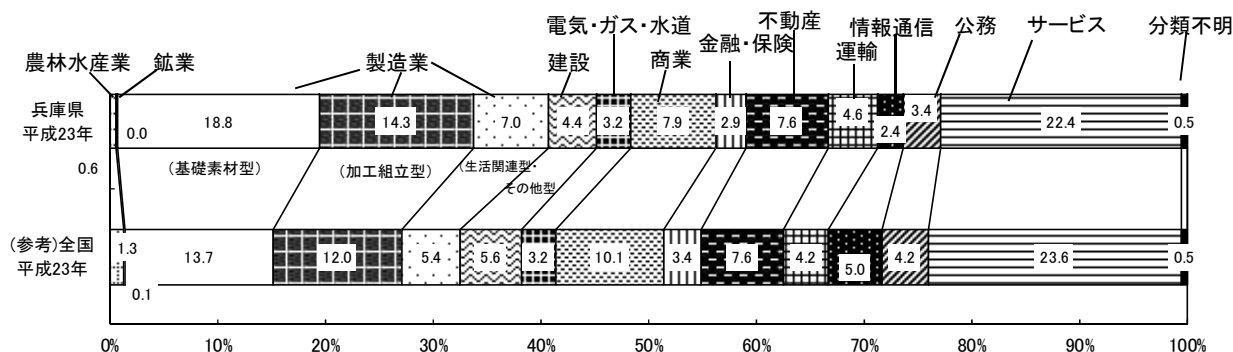 電気・ガス・水道
不動産
金融・保険
情報通信
運輸
公務
サービス
分類不明
農林水産業
鉱業
製造業
建設
商業
兵庫県
平成23年
0.0
18.8
14.3
7.0
4.4
3.2
7.9
2.9
7.6
4.6
2.4
3.4
22.4
0.5
0.6
(基礎素材型)
(加工組立型)
(生活関連型・
その他型
(参考)全国
平成23年
1.3
13.7
12.0
5.4
5.6
3.2
10.1
3.4
7.6
4.2
5.0
4.2
23.6
0.5
0.1
0%
10%
20%
30%
40%
50%
60%
70%
80%
90%
100%